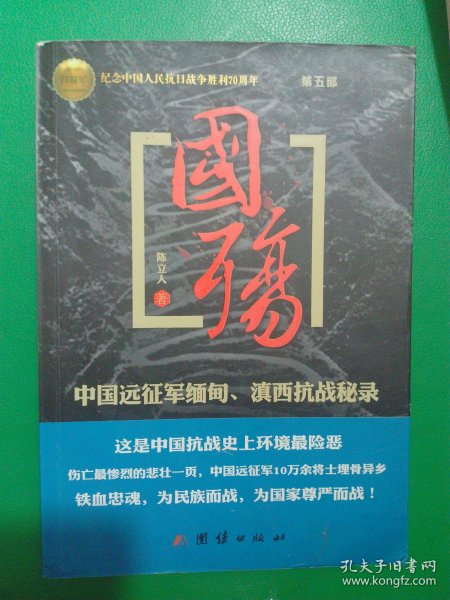 70周年
纪念中国人民抗日战争胜利70周年
第五部
國殤
陈立人
著
中国远征军缅甸、滇西抗战秘录
这是中国抗战史上环境最险恶
伤亡最惨烈的悲壮一页，中国远征军10万余将士埋骨异乡
铁血忠魂，为民族而战，为国家尊严而战！
团结出版社
孔夫子旧书网
www.kongfz.com